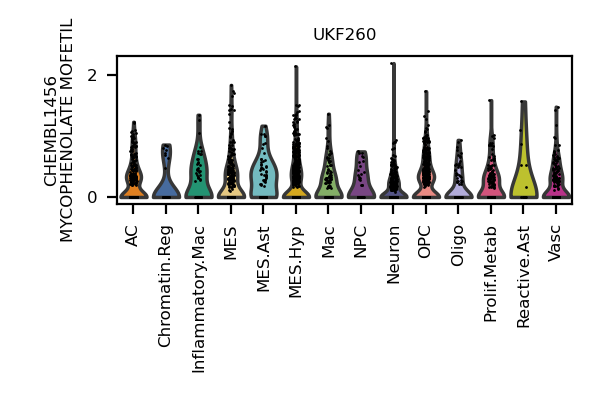 UKF260
CHEMBL1456
MYCOPHENOLATE MOFETIL
2
0
AC
Chromatin.Reg
Inflammatory.Mac
MES
MES.Ast
MES.Hyp
Mac
NPC
Neuron
OPC
Oligo
Prolif.Metab
Reactive.Ast
Vasc